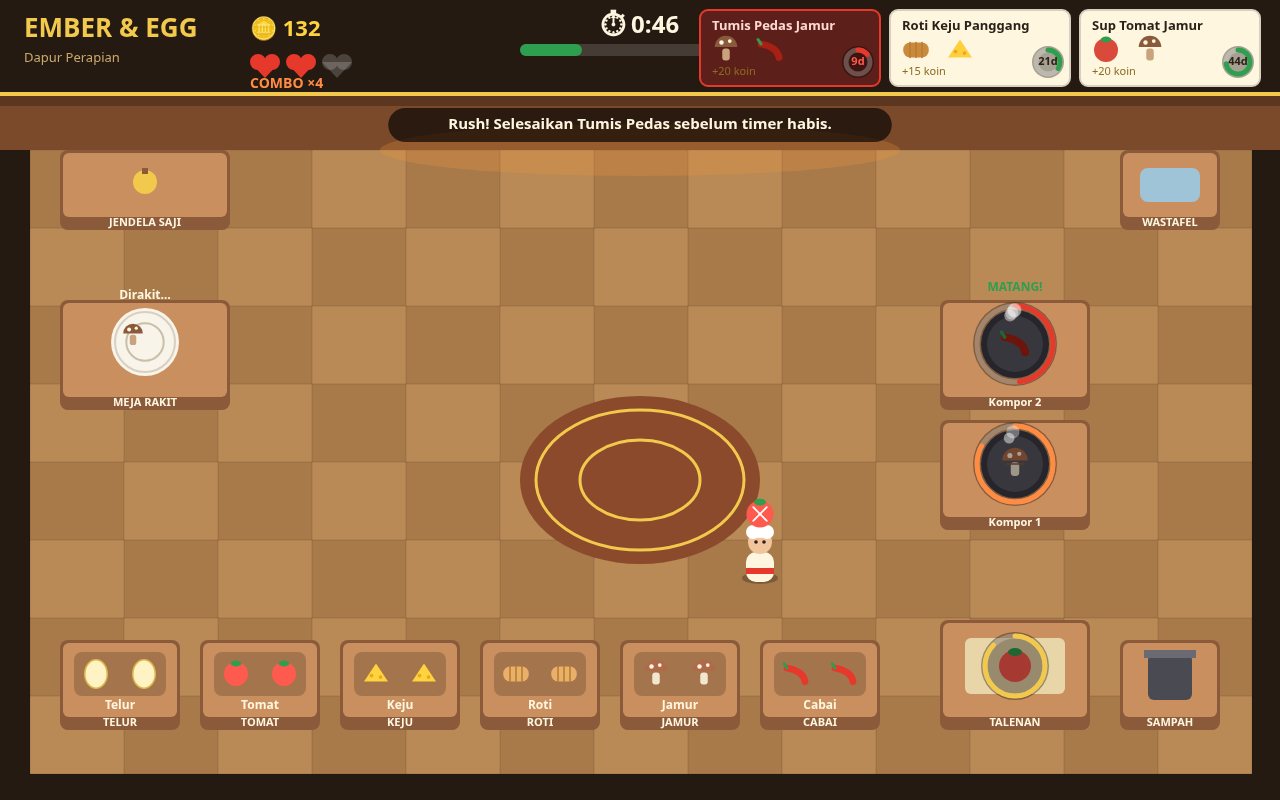 EMBER & EGG
Dapur Perapian
132
COMBO ×4
0:46
Tumis Pedas Jamur
+20 koin
9d
Roti Keju Panggang
+15 koin
21d
Sup Tomat Jamur
+20 koin
44d
Rush! Selesaikan Tumis Pedas sebelum timer habis.
JENDELA SAJI
WASTAFEL
Dirakit...
MEJA RAKIT
MATANG!
Kompor 2
Kompor 1
Telur
TELUR
Tomat
TOMAT
Keju
KEJU
Roti
ROTI
Jamur
JAMUR
Cabai
CABAI
TALENAN
SAMPAH